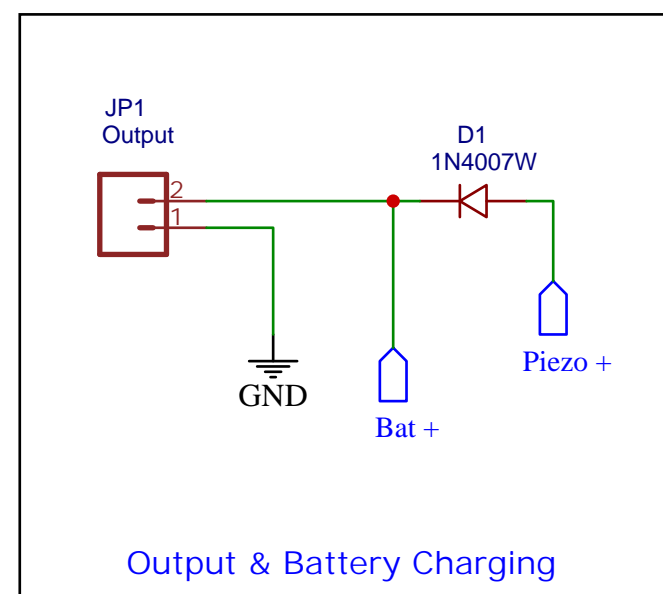 JP1
Output
D1
1N4007W
2
1
GND
Bat +
Piezo +
Output & Battery Charging